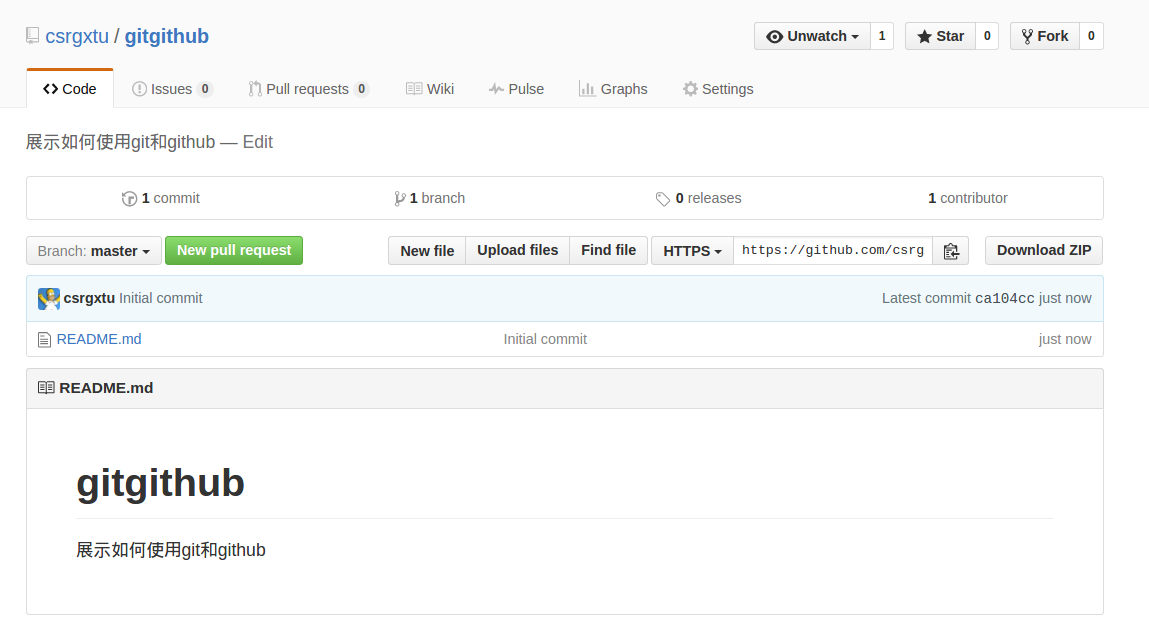 csrgxtu / gitgithub Unwatch 1 Star 0 Fork 0
Code Issues 0 Pull requests 0 Wiki Pulse Graphs Settings
展示如何使用git和github — Edit
1 commit 1 branch 0 releases 1 contributor
Branch: master New pull request New file Upload files Find file HTTPS https://github.com/csrg Download ZIP
csrgxtu Initial commit Latest commit ca104cc just now
README.md Initial commit just now
README.md
gitgithub
展示如何使用git和github